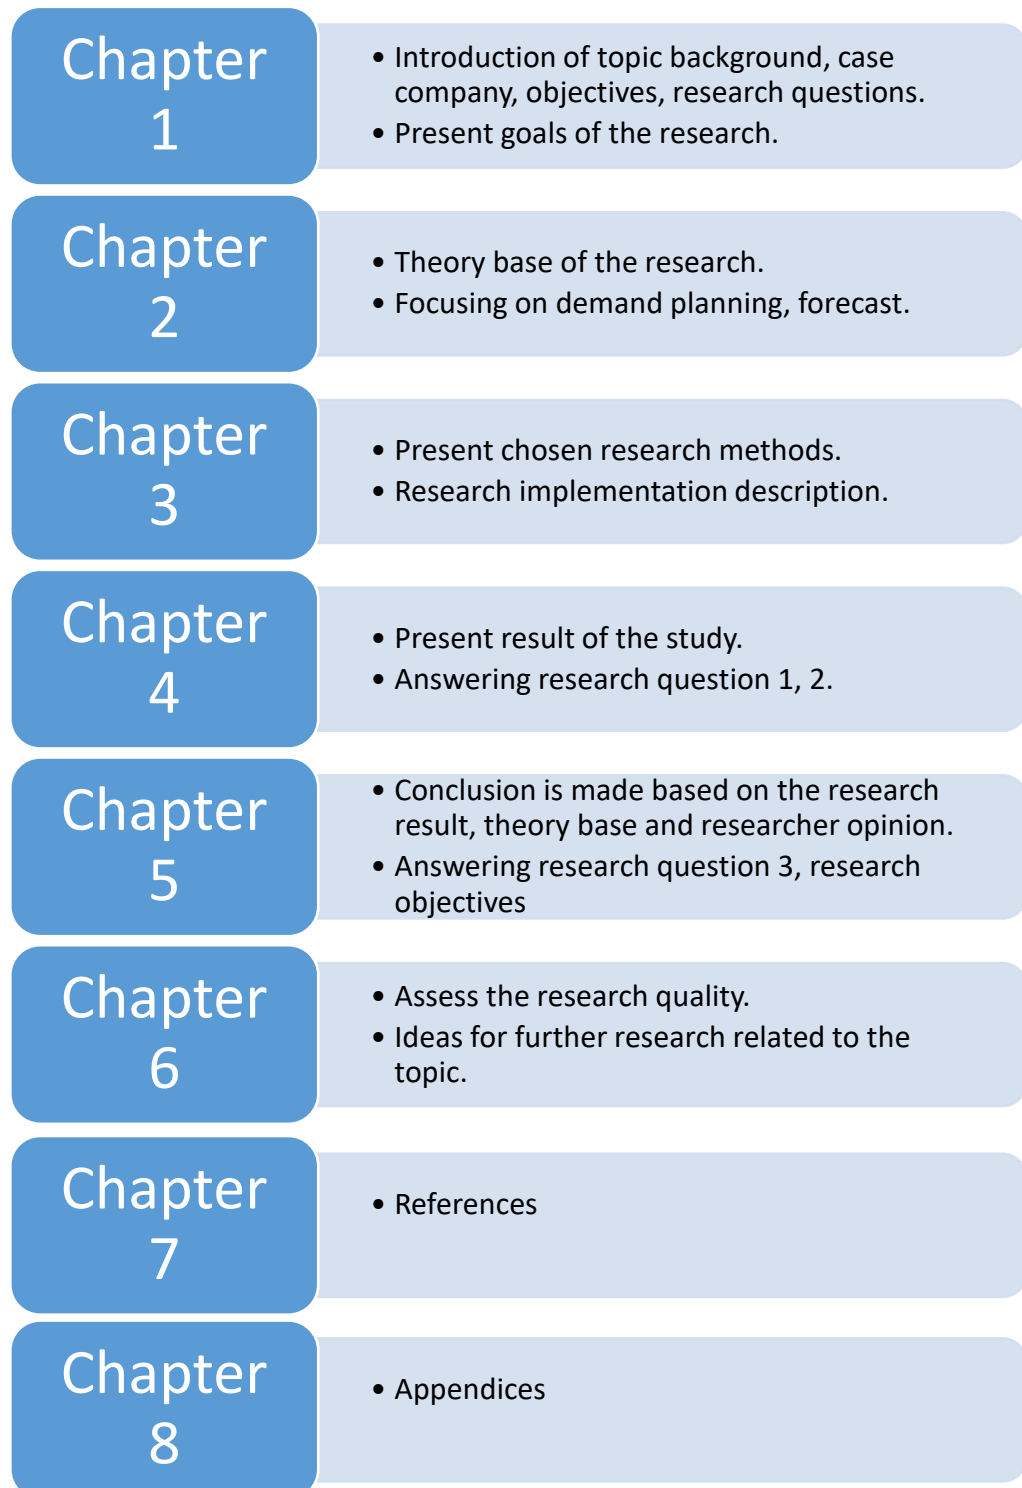 Chapter
1
• Introduction of topic background, case
company, objectives, research questions.
• Present goals of the research.
Chapter
2
• Theory base of the research.
• Focusing on demand planning, forecast.
Chapter
3
• Present chosen research methods.
• Research implementation description.
Chapter
4
• Present result of the study.
• Answering research question 1, 2.
Chapter
5
• Conclusion is made based on the research
result, theory base and researcher opinion.
• Answering research question 3, research
objectives
Chapter
6
• Assess the research quality.
• Ideas for further research related to the
topic.
Chapter
7
• References
Chapter
8
• Appendices